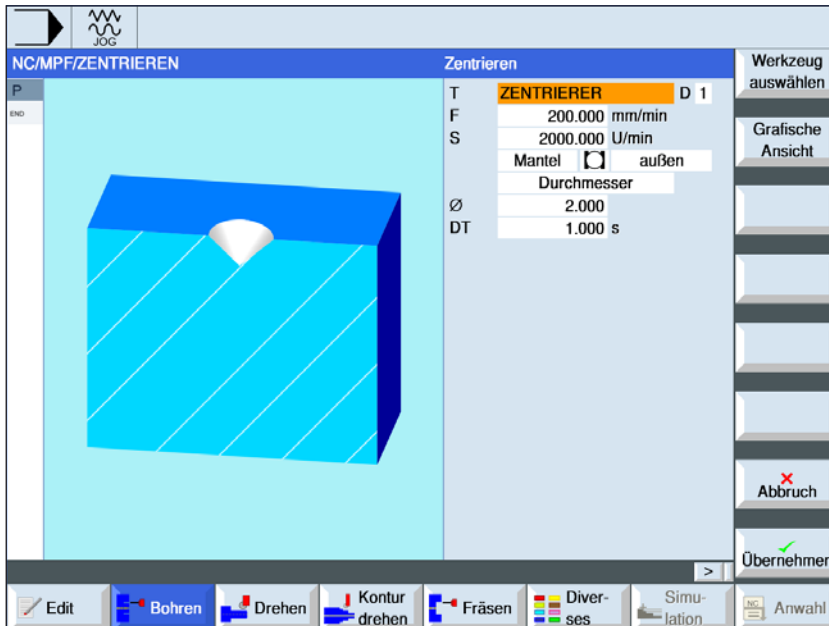 JOG
NC/MPF/ZENTRIEREN
Zentrieren
P
END
T ZENTRIERER D 1
F 200.000 mm/min
S 2000.000 U/min
Mantel außen
Durchmesser
Ø 2.000
DT 1.000 s
Werkzeug
auswählen
Grafische
Ansicht
Abbruch
Übernehmen
>
Edit
Bohren
Drehen
Kontur
drehen
Fräsen
Diver-
ses
Simu-
lation
NC
Anwahl